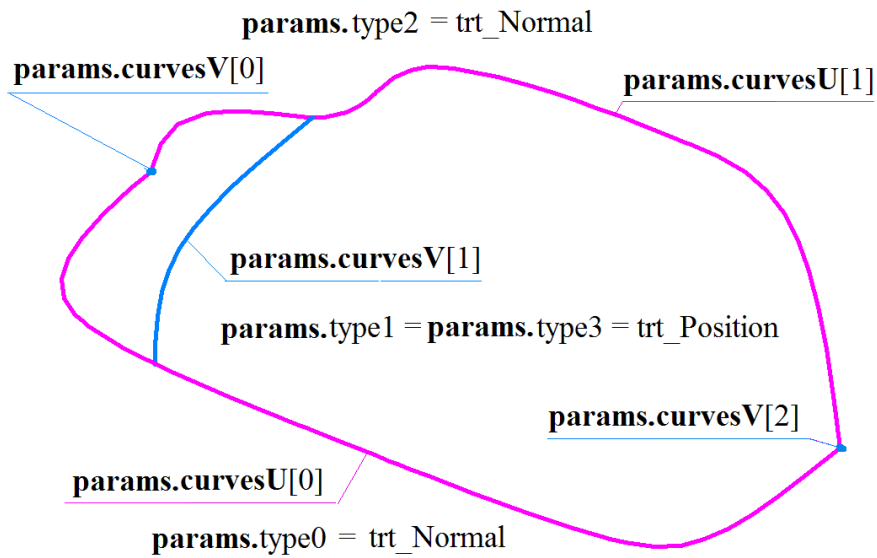 params.type2 = trt_Normal
params.curvesV[0]
params.curvesU[1]
params.curvesV[1]
params.type1 = params.type3 = trt_Position
params.curvesV[2]
params.curvesU[0]
params.type0 = trt_Normal